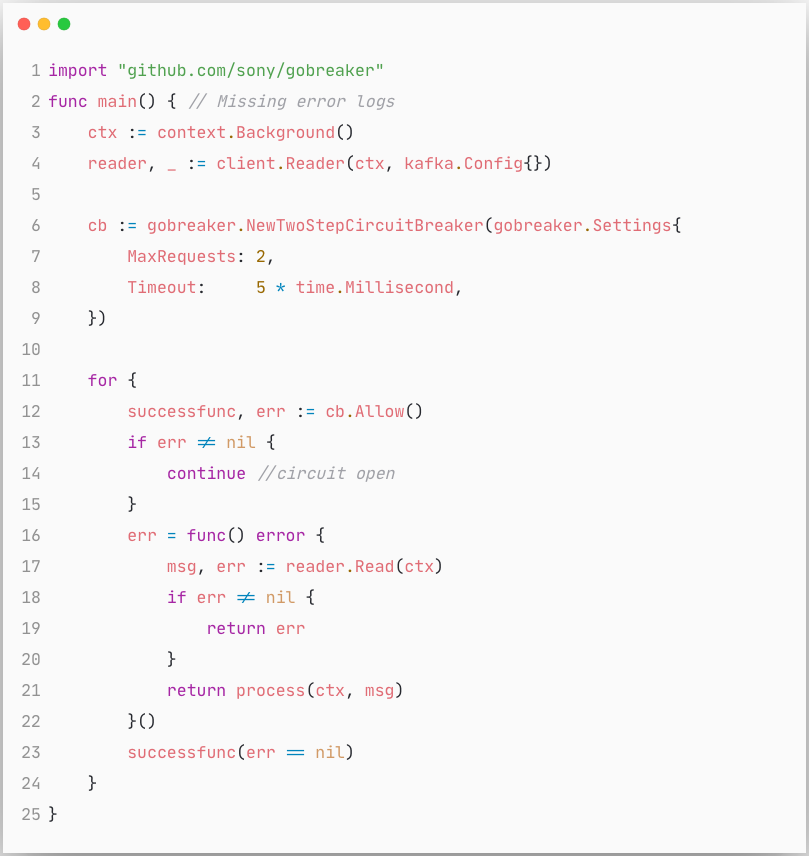 1 import "github.com/sony/gobreaker"
2 func main() { // Missing error logs
3     ctx := context.Background()
4     reader, _ := client.Reader(ctx, kafka.Config{})
5
6     cb := gobreaker.NewTwoStepCircuitBreaker(gobreaker.Settings{
7         MaxRequests: 2,
8         Timeout:     5 * time.Millisecond,
9     })
10
11     for {
12         successfunc, err := cb.Allow()
13         if err != nil {
14             continue //circuit open
15         }
16         err = func() error {
17             msg, err := reader.Read(ctx)
18             if err != nil {
19                 return err
20             }
21             return process(ctx, msg)
22         }()
23         successfunc(err == nil)
24     }
25 }